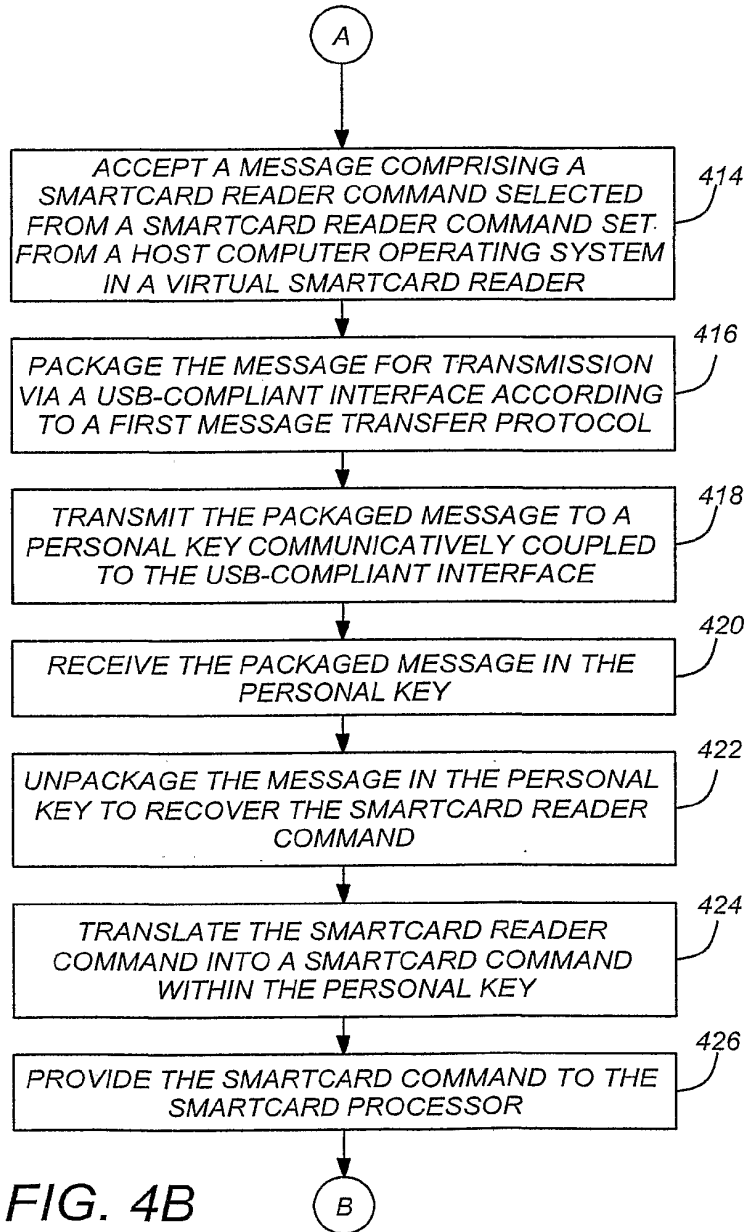 A
ACCEPT A MESSAGE COMPRISING A
SMARTCARD READER COMMAND SELECTED
FROM A SMARTCARD READER COMMAND SET
FROM A HOST COMPUTER OPERATING SYSTEM
IN A VIRTUAL SMARTCARD READER
414
PACKAGE THE MESSAGE FOR TRANSMISSION
VIA A USB-COMPLIANT INTERFACE ACCORDING
TO A FIRST MESSAGE TRANSFER PROTOCOL
416
TRANSMIT THE PACKAGED MESSAGE TO A
PERSONAL KEY COMMUNICATIVELY COUPLED
TO THE USB-COMPLIANT INTERFACE
418
RECEIVE THE PACKAGED MESSAGE IN THE
PERSONAL KEY
420
UNPACKAGE THE MESSAGE IN THE PERSONAL
KEY TO RECOVER THE SMARTCARD READER
COMMAND
422
TRANSLATE THE SMARTCARD READER
COMMAND INTO A SMARTCARD COMMAND
WITHIN THE PERSONAL KEY
424
PROVIDE THE SMARTCARD COMMAND TO THE
SMARTCARD PROCESSOR
426
B
FIG. 4B